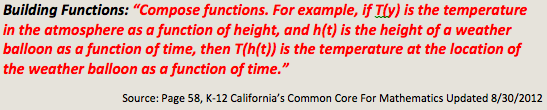 Building Functions: “Compose functions. For example, if T(y) is the temperature
in the atmosphere as a function of height, and h(t) is the height of a weather
balloon as a function of time, then T(h(t)) is the temperature at the location of
the weather balloon as a function of time.”
Source: Page 58, K-12 California’s Common Core For Mathematics Updated 8/30/2012